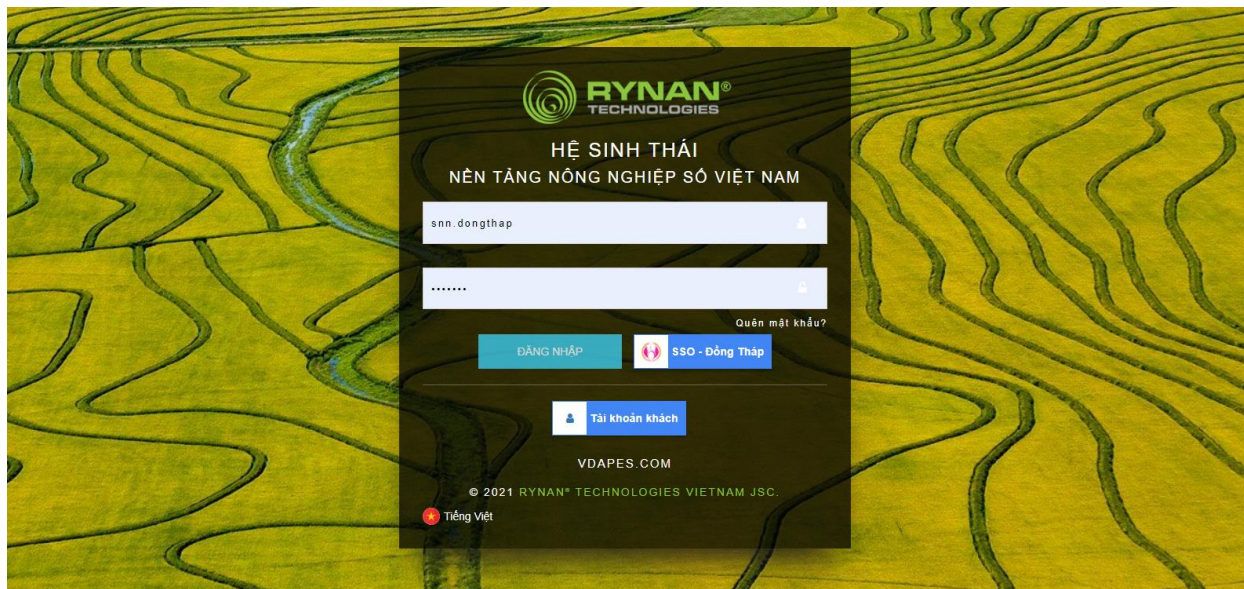 RYNAN®
TECHNOLOGIES
HỆ SINH THÁI
NỀN TẢNG NÔNG NGHIỆP SỐ VIỆT NAM
snn.dongthap
•••••••
Quên mật khẩu?
ĐĂNG NHẬP
SSO - Đồng Tháp
Tài khoản khách
VDAPES.COM
© 2021 RYNAN® TECHNOLOGIES VIETNAM JSC.
Tiếng Việt